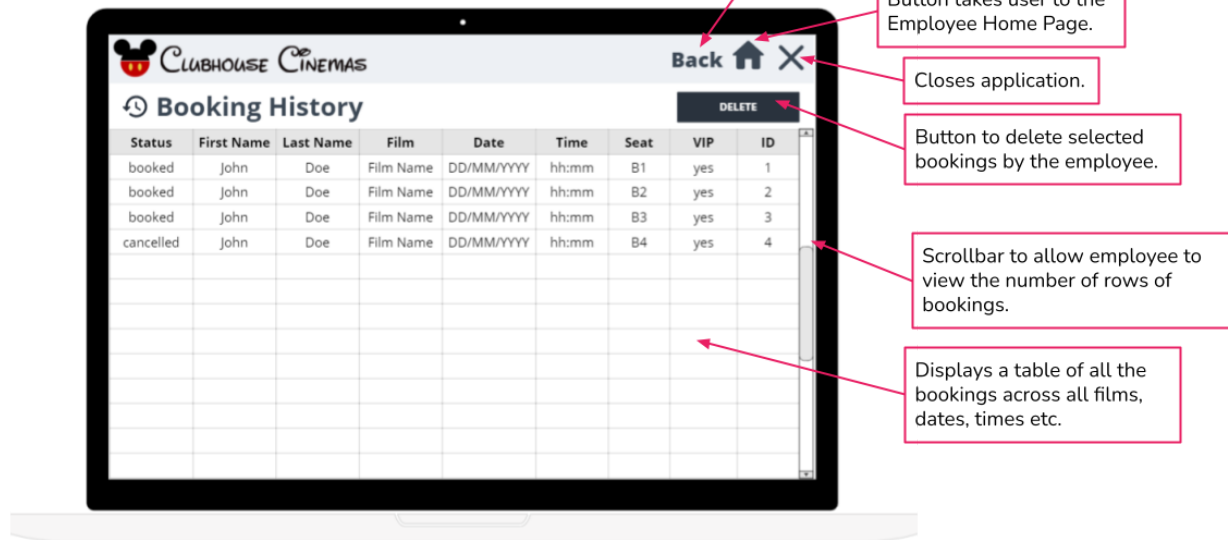 Button takes user to the
Employee Home Page.
Clubhouse Cinemas
Back
Closes application.
Booking History
DELETE
Button to delete selected
bookings by the employee.
Status First Name Last Name Film Date Time Seat VIP ID
booked John Doe Film Name DD/MM/YYYY hh:mm B1 yes 1
booked John Doe Film Name DD/MM/YYYY hh:mm B2 yes 2
booked John Doe Film Name DD/MM/YYYY hh:mm B3 yes 3
cancelled John Doe Film Name DD/MM/YYYY hh:mm B4 yes 4
Scrollbar to allow employee to
view the number of rows of
bookings.
Displays a table of all the
bookings across all films,
dates, times etc.